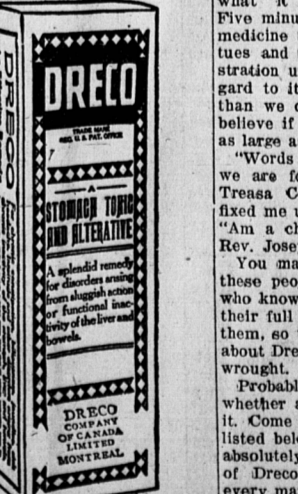 DRECO
TRADE MARK
REG. U. S. PAT. OFFICE
A
STOMACH TONIC
AND ALTERATIVE
A splendid remedy
for disorders arising
from sluggish action
or functional inac-
tivity of the liver and
bowels.
DRECO
COMPANY
OF CANADA
LIMITED
MONTREAL
DRECO
what it
Five minu
medicine
tues and
stration u
gard to it
than we
believe if
as large a
"Words
we are fo
Treasa C
fixed me
"Am a ch
Rev. Jose
You ma
these peo
who know
their full
them, so
about Dre
wrought.
Probabl
whether a
it. Come
listed bel
absolutely
of Dreco
every me